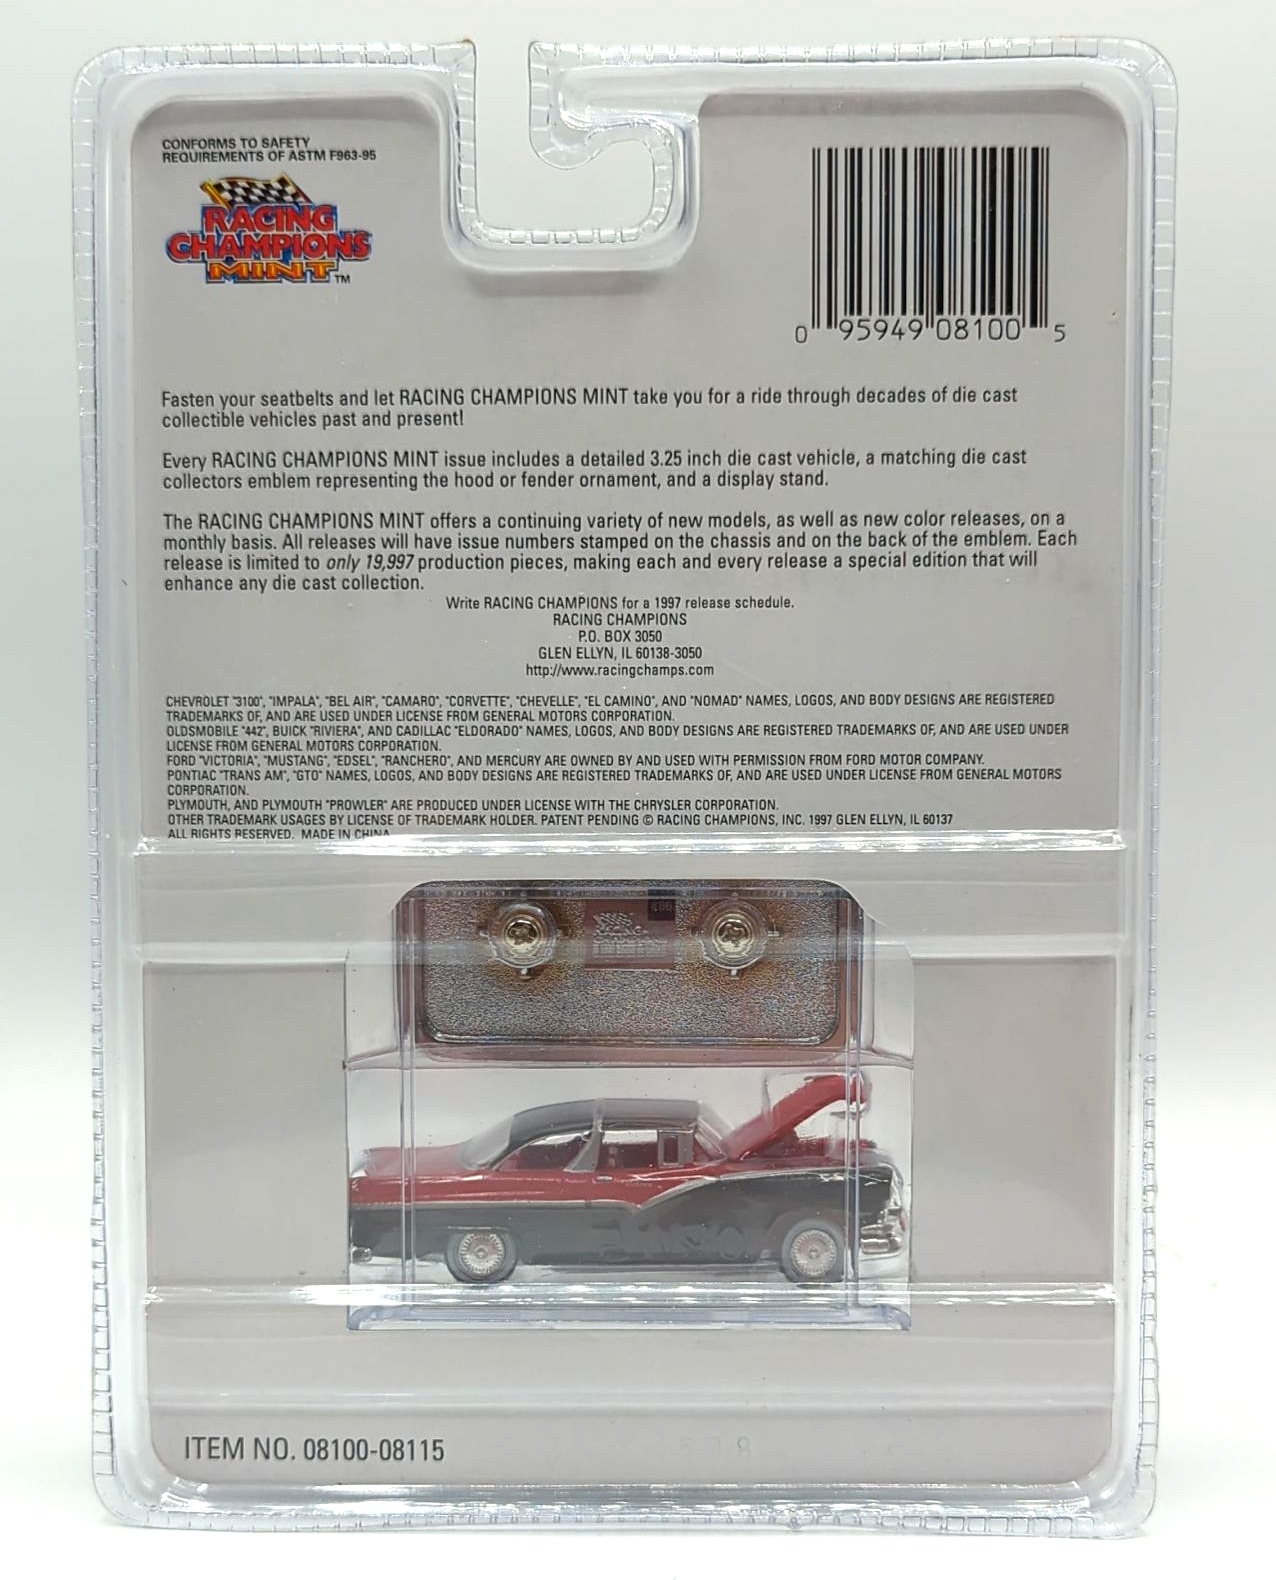 CONFORMS TO SAFETY
REQUIREMENTS OF ASTM F963-95
RACING
CHAMPIONS
MINT TM
0 95949 08100 5
Fasten your seatbelts and let RACING CHAMPIONS MINT take you for a ride through decades of die cast
collectible vehicles past and present!
Every RACING CHAMPIONS MINT issue includes a detailed 3.25 inch die cast vehicle, a matching die cast
collectors emblem representing the hood or fender ornament, and a display stand.
The RACING CHAMPIONS MINT offers a continuing variety of new models, as well as new color releases, on a
monthly basis. All releases will have issue numbers stamped on the chassis and on the back of the emblem. Each
release is limited to only 19,997 production pieces, making each and every release a special edition that will
enhance any die cast collection.
Write RACING CHAMPIONS for a 1997 release schedule.
RACING CHAMPIONS
P.O. BOX 3050
GLEN ELLYN, IL 60138-3050
http://www.racingchamps.com
CHEVROLET "3100", "IMPALA", "BEL AIR", "CAMARO", "CORVETTE", "CHEVELLE", "EL CAMINO", AND "NOMAD" NAMES, LOGOS, AND BODY DESIGNS ARE REGISTERED
TRADEMARKS OF, AND ARE USED UNDER LICENSE FROM GENERAL MOTORS CORPORATION.
OLDSMOBILE "442", BUICK "RIVIERA", AND CADILLAC "ELDORADO" NAMES, LOGOS, AND BODY DESIGNS ARE REGISTERED TRADEMARKS OF, AND ARE USED UNDER
LICENSE FROM GENERAL MOTORS CORPORATION.
FORD "VICTORIA", "MUSTANG", "EDSEL", "RANCHERO", AND MERCURY ARE OWNED BY AND USED WITH PERMISSION FROM FORD MOTOR COMPANY.
PONTIAC "TRANS AM", "GTO" NAMES, LOGOS, AND BODY DESIGNS ARE REGISTERED TRADEMARKS OF, AND ARE USED UNDER LICENSE FROM GENERAL MOTORS
CORPORATION.
PLYMOUTH, AND PLYMOUTH "PROWLER" ARE PRODUCED UNDER LICENSE WITH THE CHRYSLER CORPORATION.
OTHER TRADEMARK USAGES BY LICENSE OF TRADEMARK HOLDER. PATENT PENDING © RACING CHAMPIONS, INC. 1997 GLEN ELLYN, IL 60137
ALL RIGHTS RESERVED. MADE IN CHINA
ITEM NO. 08100-08115